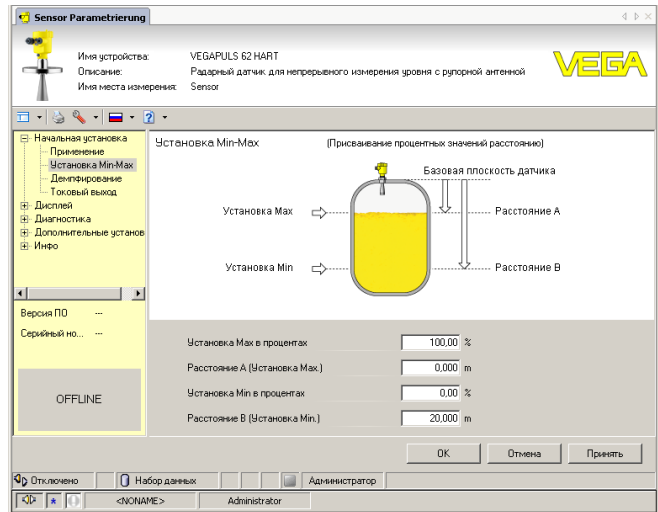 Sensor Parametrierung
Имя устройства: VEGAPULS 62 HART
Описание: Радарный датчик для непрерывного измерения уровня с рупорной антенной
Имя места измерения: Sensor
VEGA
Начальная установка
Применение
Установка Min-Max
Демпфирование
Токовый выход
Дисплей
Диагностика
Дополнительные установ
Инфо
Версия ПО ---
Серийный но... ---
OFFLINE
Установка Min-Max (Присваивание процентных значений расстоянию)
Базовая плоскость датчика
Установка Max Расстояние A
Установка Min Расстояние B
Установка Max в процентах 100,00 %
Расстояние A (Установка Max.) 0,000 m
Установка Min в процентах 0,00 %
Расстояние B (Установка Min.) 20,000 m
OK Отмена Принять
Отключено Набор данных Администратор
<NONAME> Administrator